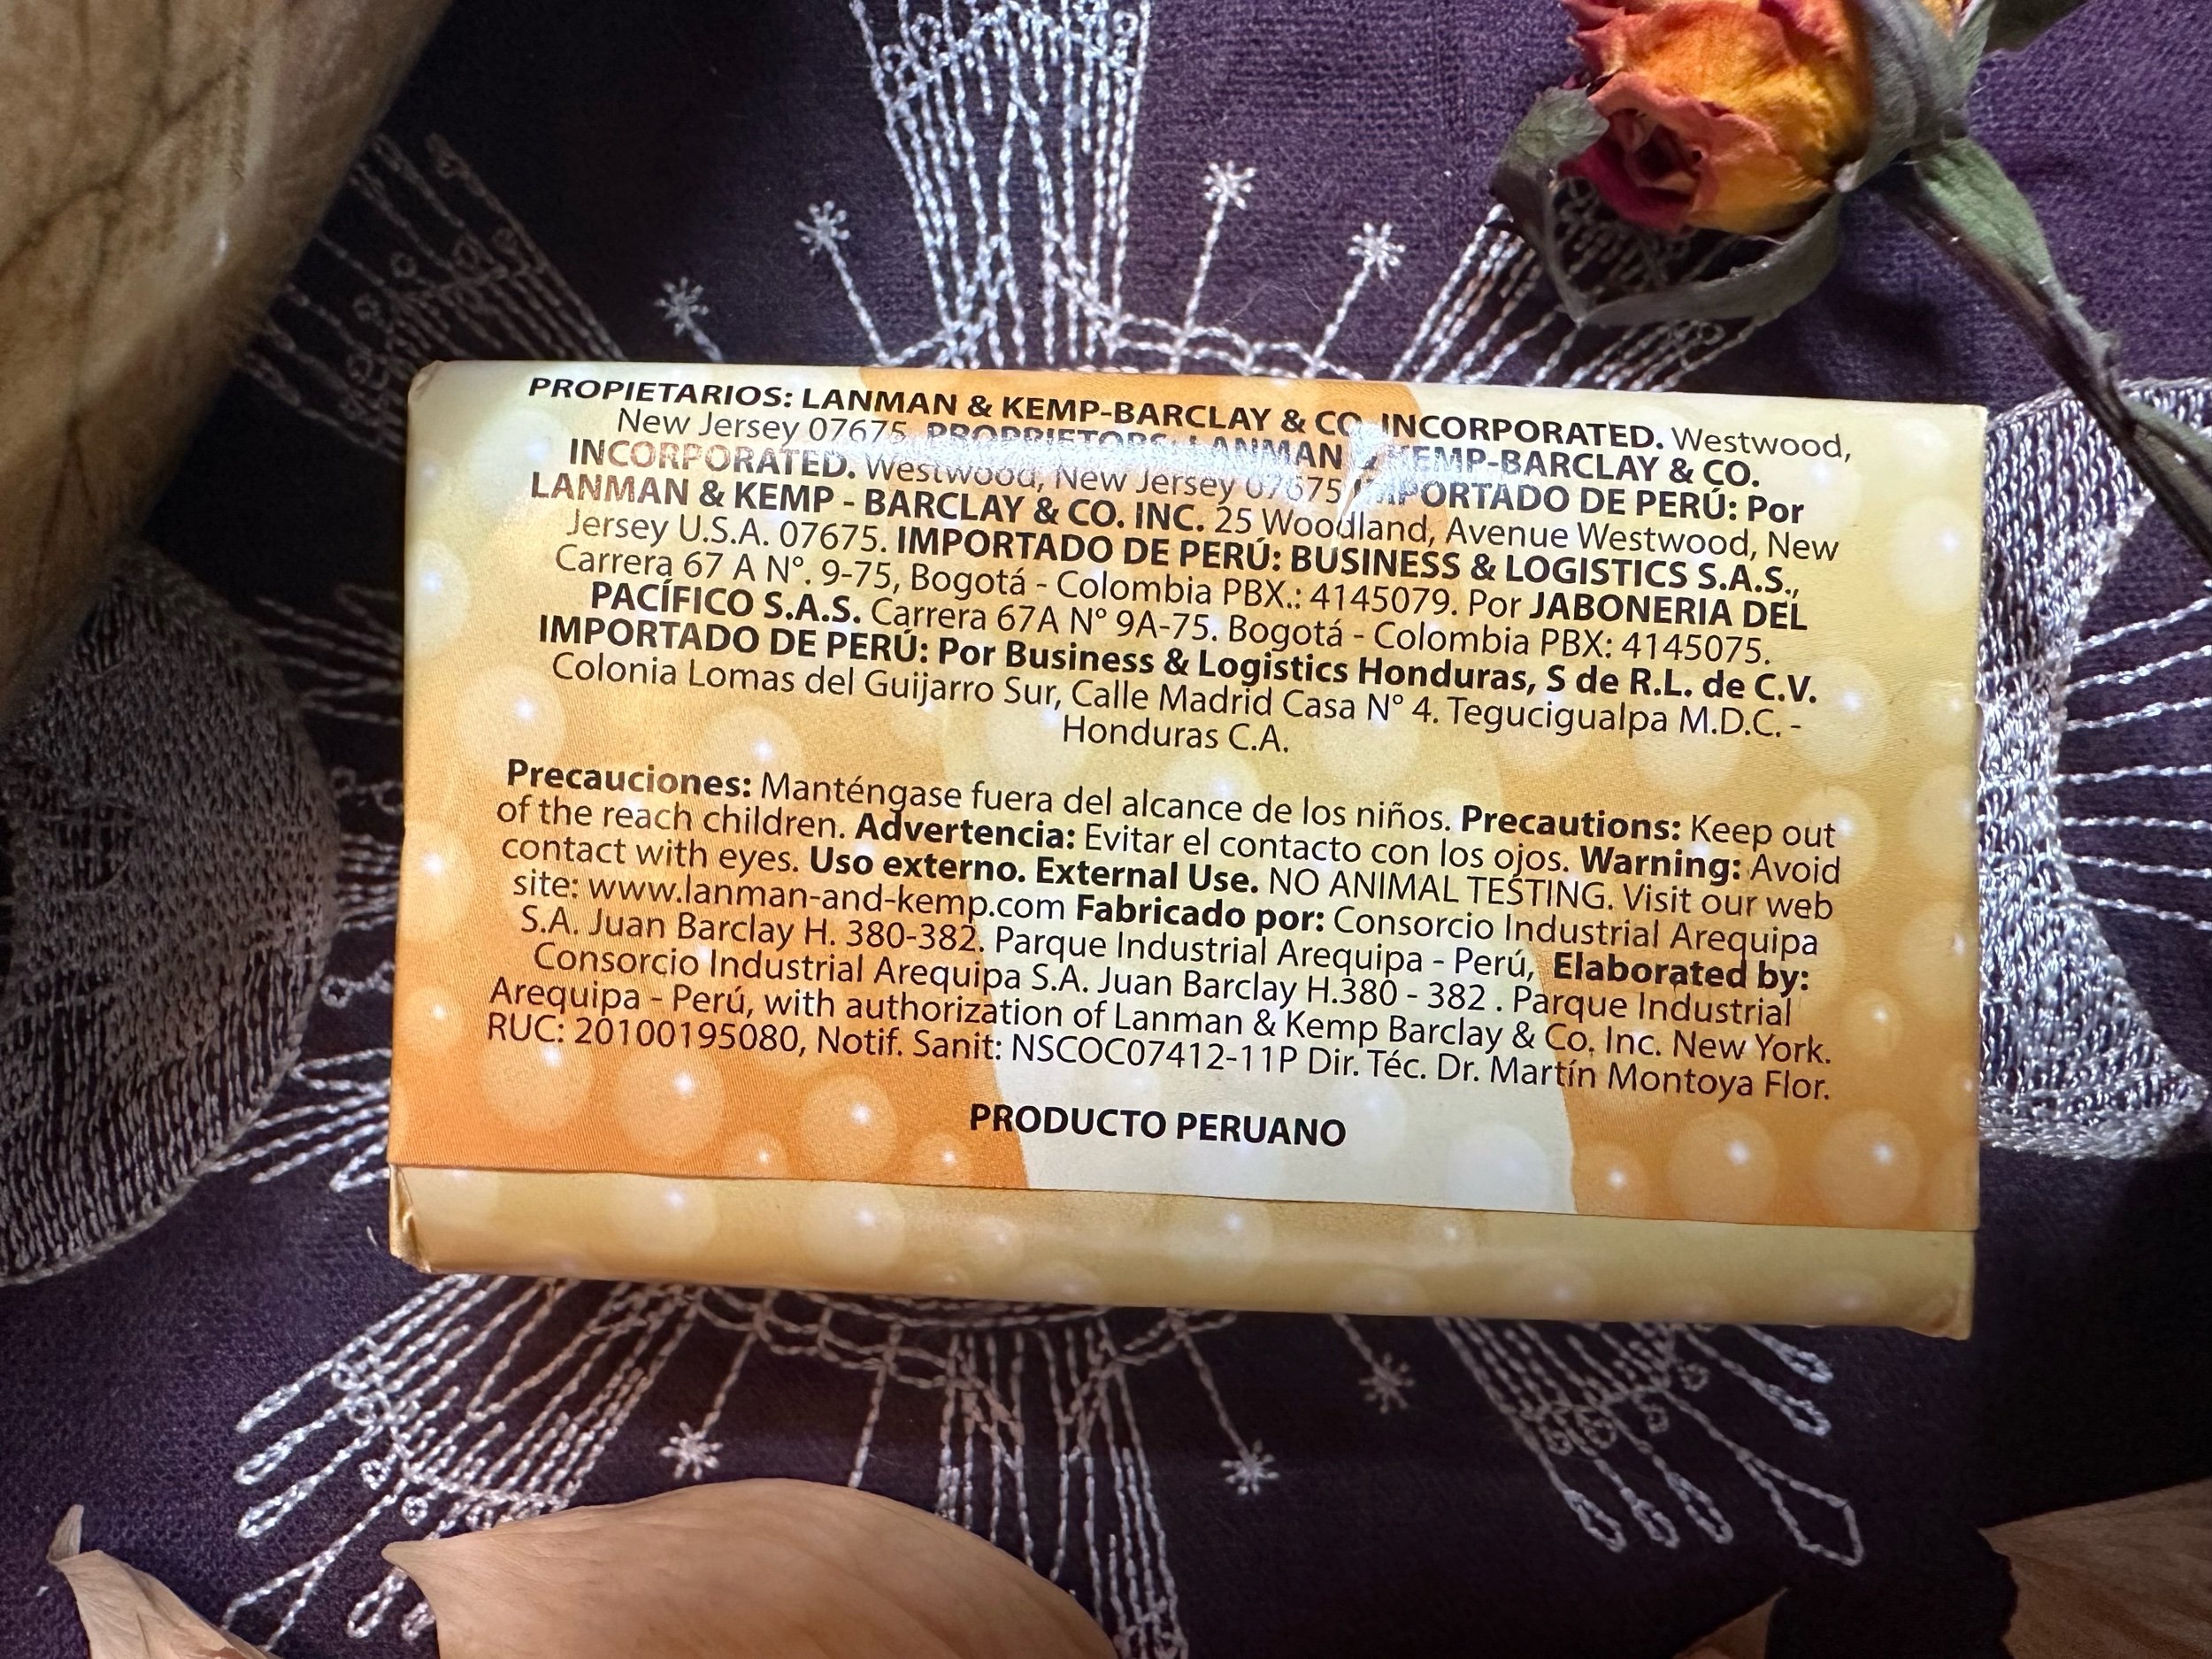 PROPIETARIOS: LANMAN & KEMP-BARCLAY & CO. INCORPORATED. Westwood,
New Jersey 07675. PROPRIETORS: LANMAN & KEMP-BARCLAY & CO.
INCORPORATED. Westwood, New Jersey 07675 IMPORTADO DE PERÚ: Por
LANMAN & KEMP - BARCLAY & CO. INC. 25 Woodland, Avenue Westwood, New
Jersey U.S.A. 07675. IMPORTADO DE PERÚ: BUSINESS & LOGISTICS S.A.S.,
Carrera 67 A N°. 9-75, Bogotá - Colombia PBX.: 4145079. Por JABONERIA DEL
PACÍFICO S.A.S. Carrera 67A N° 9A-75. Bogotá - Colombia PBX: 4145075.
IMPORTADO DE PERÚ: Por Business & Logistics Honduras, S de R.L. de C.V.
Colonia Lomas del Guijarro Sur, Calle Madrid Casa N° 4. Tegucigualpa M.D.C. -
Honduras C.A.
Precauciones: Manténgase fuera del alcance de los niños. Precautions: Keep out
of the reach children. Advertencia: Evitar el contacto con los ojos. Warning: Avoid
contact with eyes. Uso externo. External Use. NO ANIMAL TESTING. Visit our web
site: www.lanman-and-kemp.com Fabricado por: Consorcio Industrial Arequipa
S.A. Juan Barclay H. 380-382. Parque Industrial Arequipa - Perú, Elaborated by:
Consorcio Industrial Arequipa S.A. Juan Barclay H.380 - 382 . Parque Industrial
Arequipa - Perú, with authorization of Lanman & Kemp Barclay & Co. Inc. New York.
RUC: 20100195080, Notif. Sanit: NSCOC07412-11P Dir. Téc. Dr. Martín Montoya Flor.
PRODUCTO PERUANO